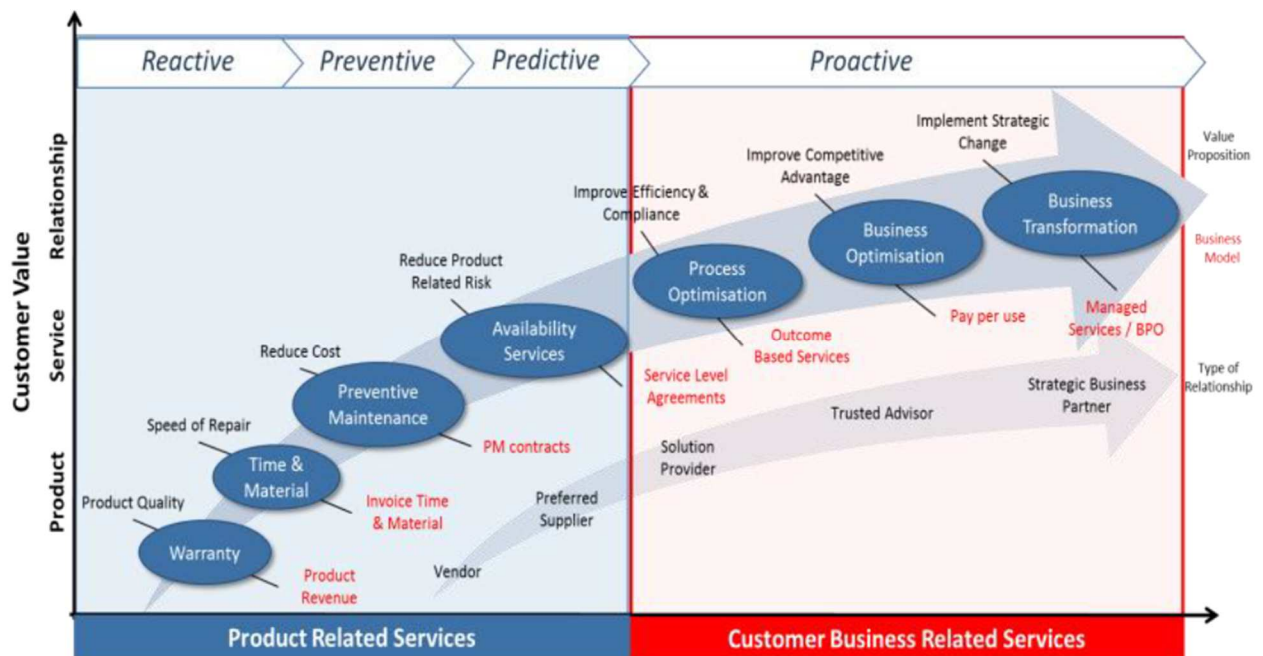 Reactive
Preventive
Predictive
Proactive
Customer Value
Product
Service
Relationship
Implement Strategic
Change
Value
Proposition
Improve Competitive
Advantage
Improve Efficiency &
Compliance
Business
Transformation
Business
Optimisation
Business
Model
Reduce Product
Related Risk
Process
Optimisation
Managed
Services / BPO
Pay per use
Availability
Services
Outcome
Based Services
Reduce Cost
Service Level
Agreements
Type of
Relationship
Preventive
Maintenance
Strategic Business
Partner
Trusted Advisor
Speed of Repair
PM contracts
Solution
Provider
Time &
Material
Product Quality
Invoice Time
& Material
Preferred
Supplier
Warranty
Product
Revenue
Vendor
Product Related Services
Customer Business Related Services